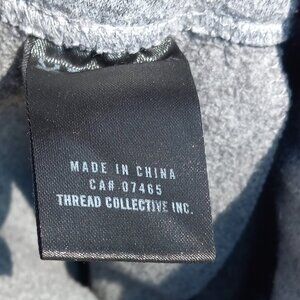 MADE IN CHINA
CA# 07465
THREAD COLLECTIVE INC.